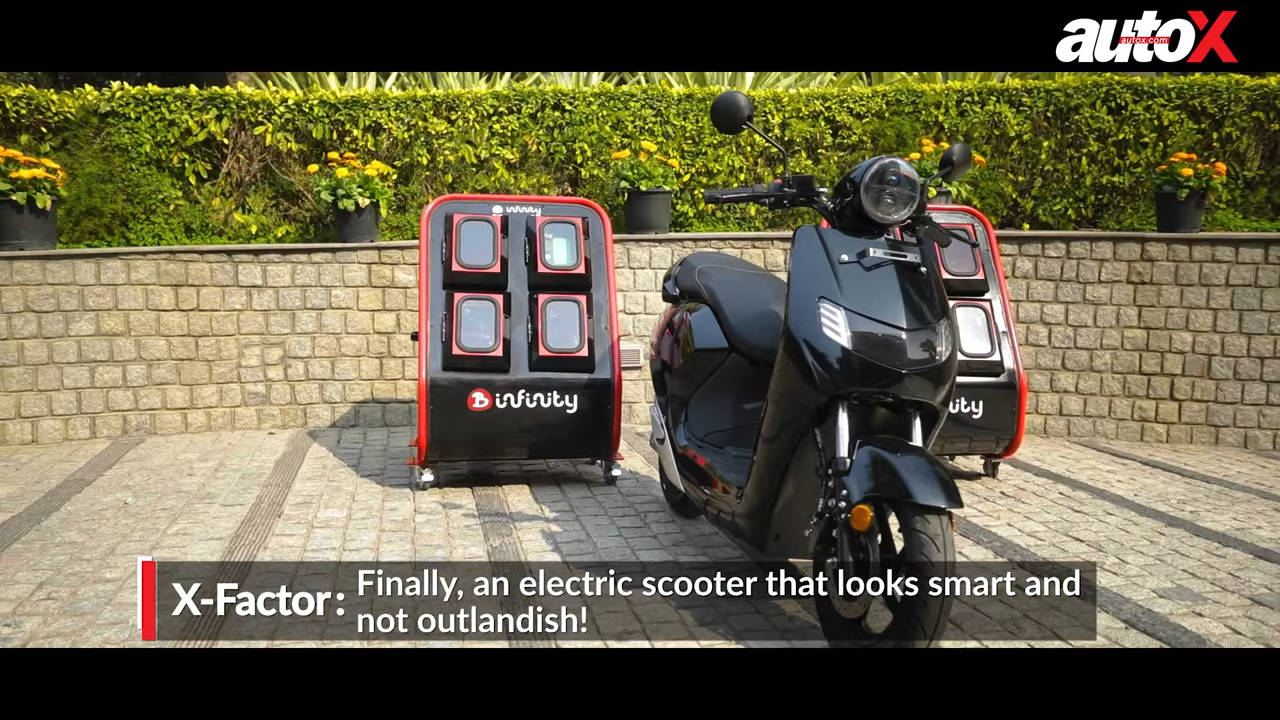 autoX
autox.com
infinity
B infinity
ity
X-Factor: Finally, an electric scooter that looks smart and
not outlandish!